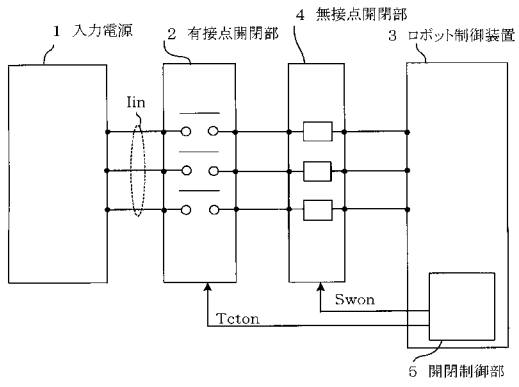 1 入力電源
2 有接点開閉部
4 無接点開閉部
3 ロボット制御装置
Iin
Swon
Tcton
5 開閉制御部